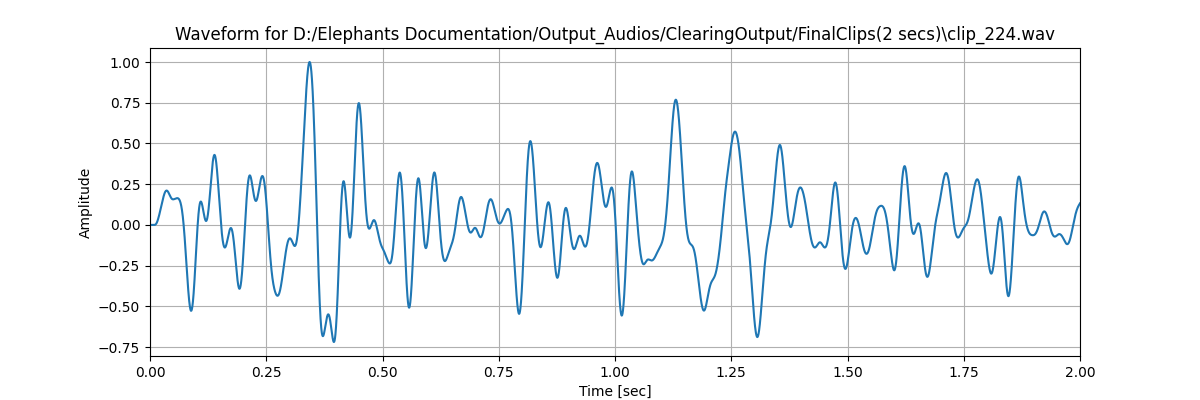 Waveform for D:/Elephants Documentation/Output_Audios/ClearingOutput/FinalClips(2 secs)\clip_224.wav
1.00
0.75
0.50
0.25
0.00
−0.25
−0.50
−0.75
Amplitude
0.00 0.25 0.50 0.75 1.00 1.25 1.50 1.75 2.00
Time [sec]